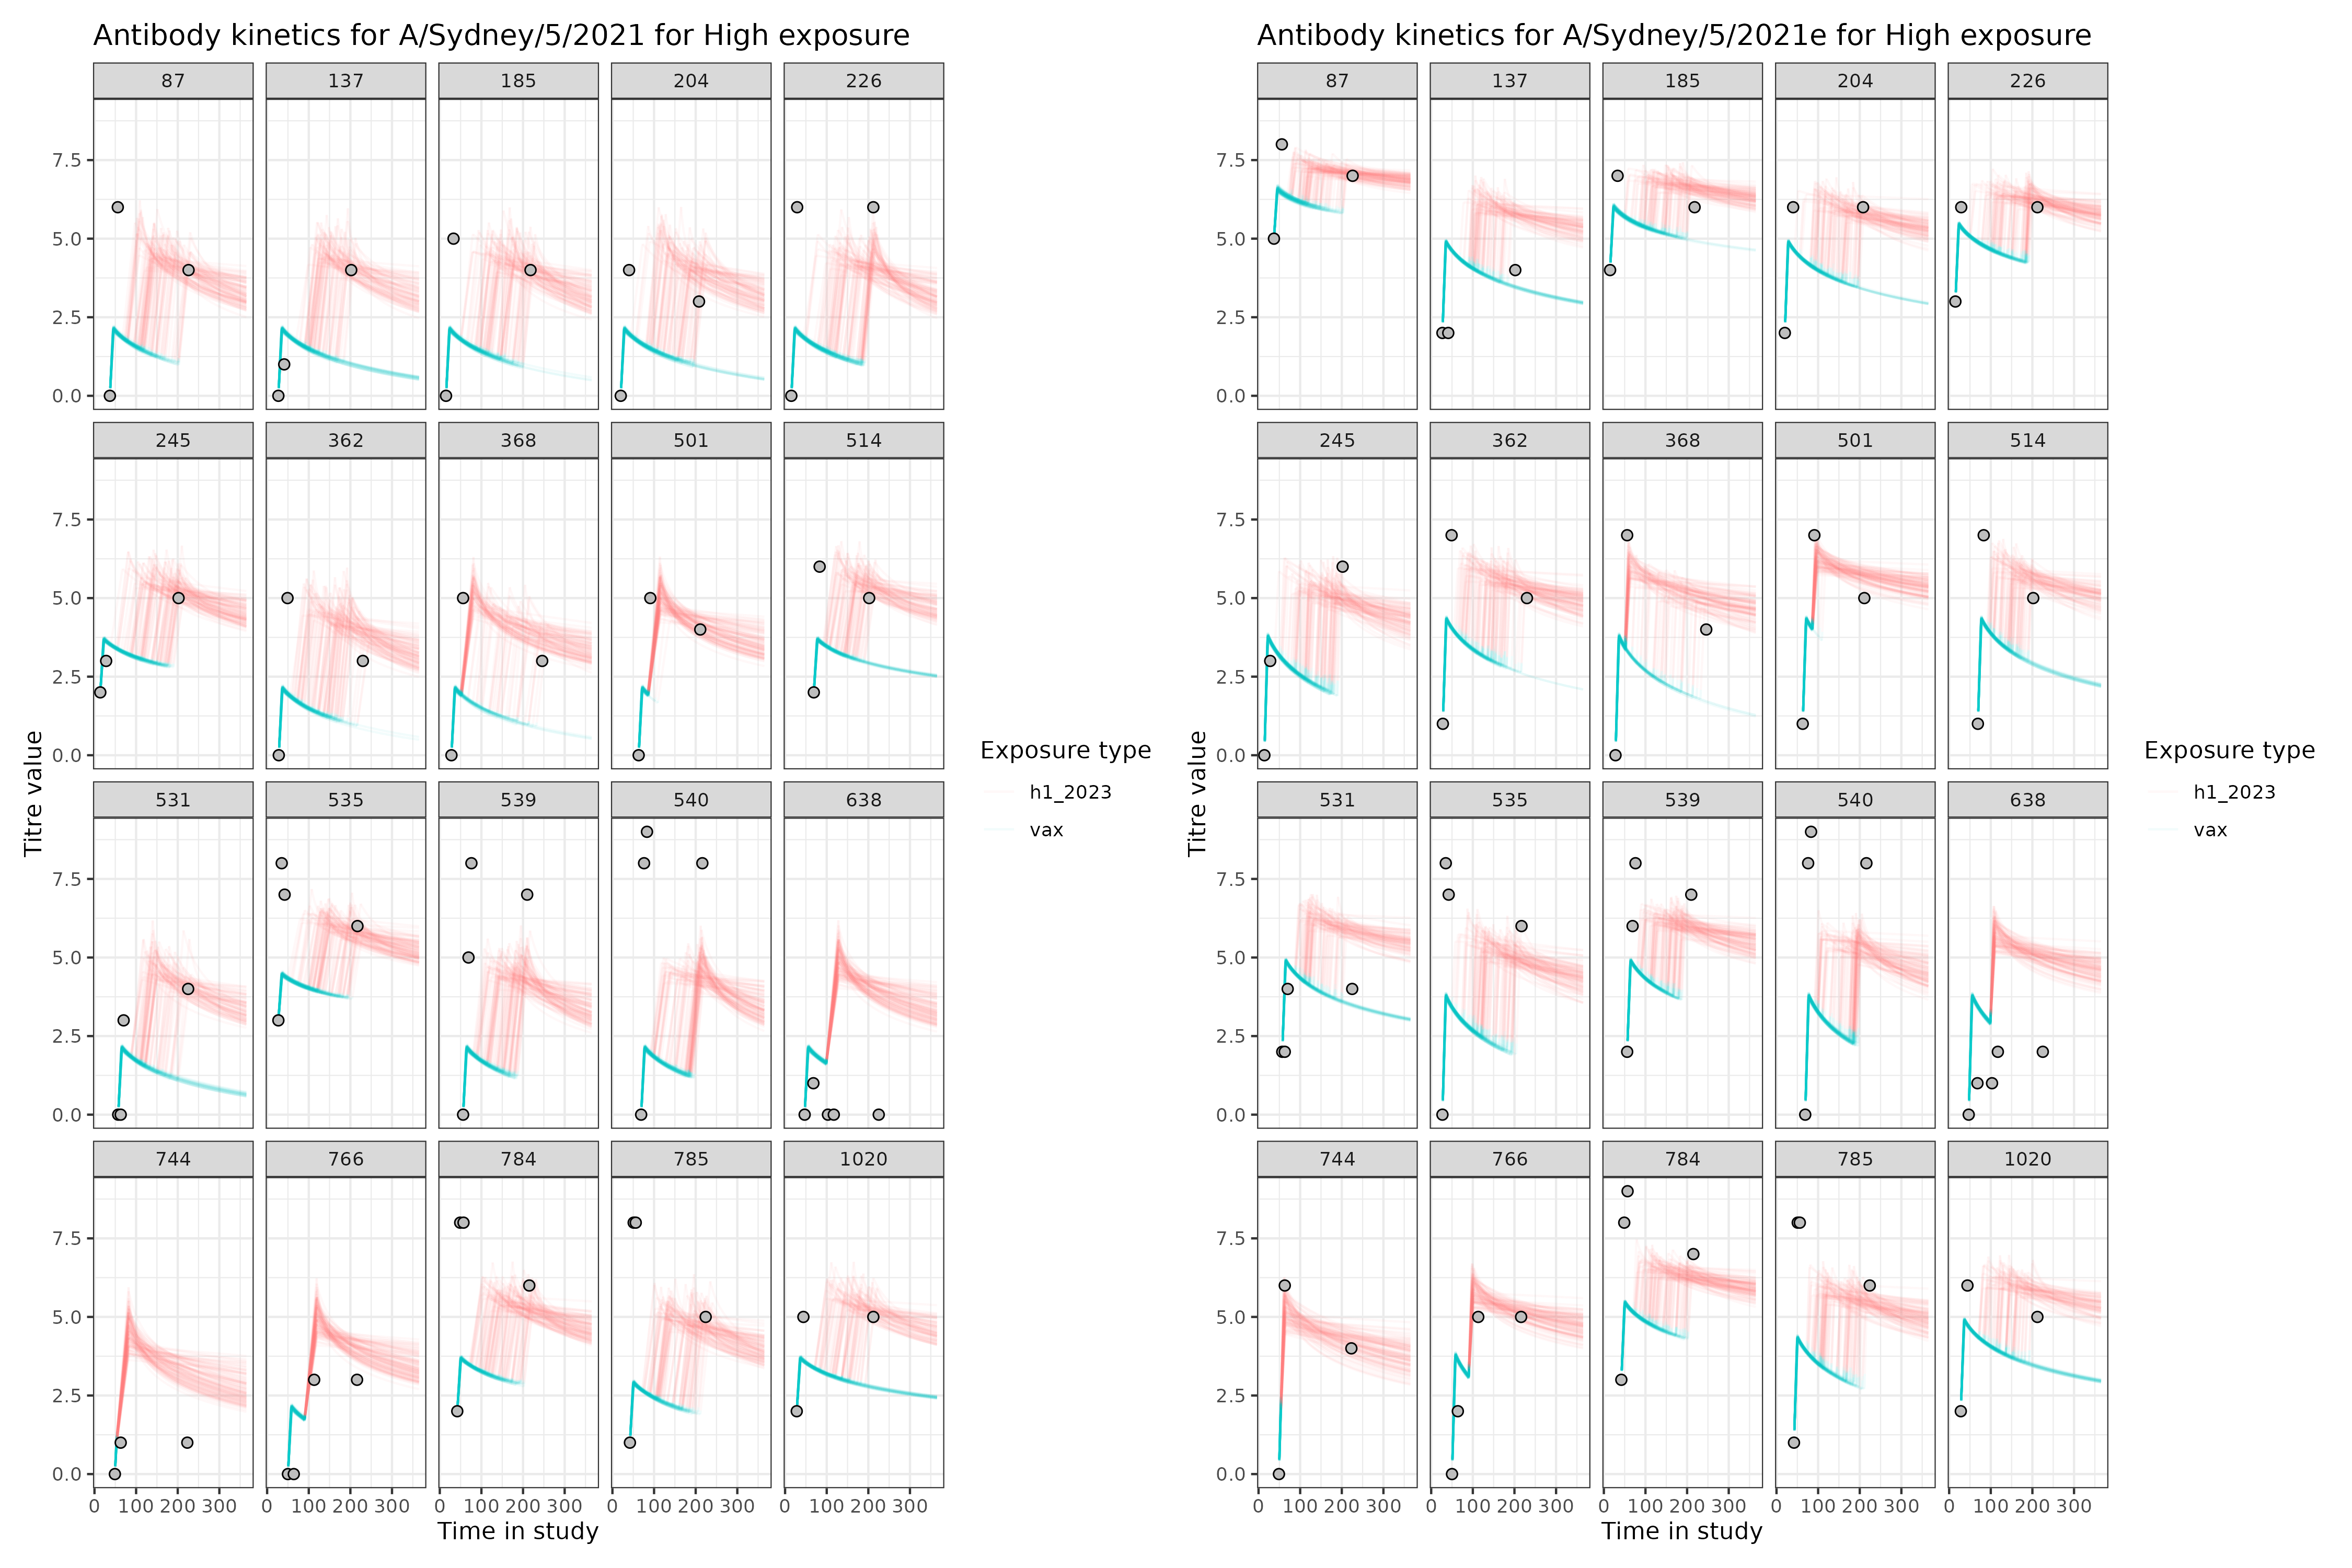 Antibody kinetics for A/Sydney/5/2021 for High exposure
87 137 185 204 226
7.5
5.0
2.5
0.0
245 362 368 501 514
7.5
5.0
2.5
0.0
531 535 539 540 638
7.5
5.0
2.5
0.0
744 766 784 785 1020
7.5
5.0
2.5
0.0
0 100 200 300 0 100 200 300 0 100 200 300 0 100 200 300 0 100 200 300
Time in study
Titre value
Exposure type
h1_2023
vax
Antibody kinetics for A/Sydney/5/2021e for High exposure
87 137 185 204 226
7.5
5.0
2.5
0.0
245 362 368 501 514
7.5
5.0
2.5
0.0
531 535 539 540 638
7.5
5.0
2.5
0.0
744 766 784 785 1020
7.5
5.0
2.5
0.0
0 100 200 300 0 100 200 300 0 100 200 300 0 100 200 300 0 100 200 300
Time in study
Titre value
Exposure type
h1_2023
vax